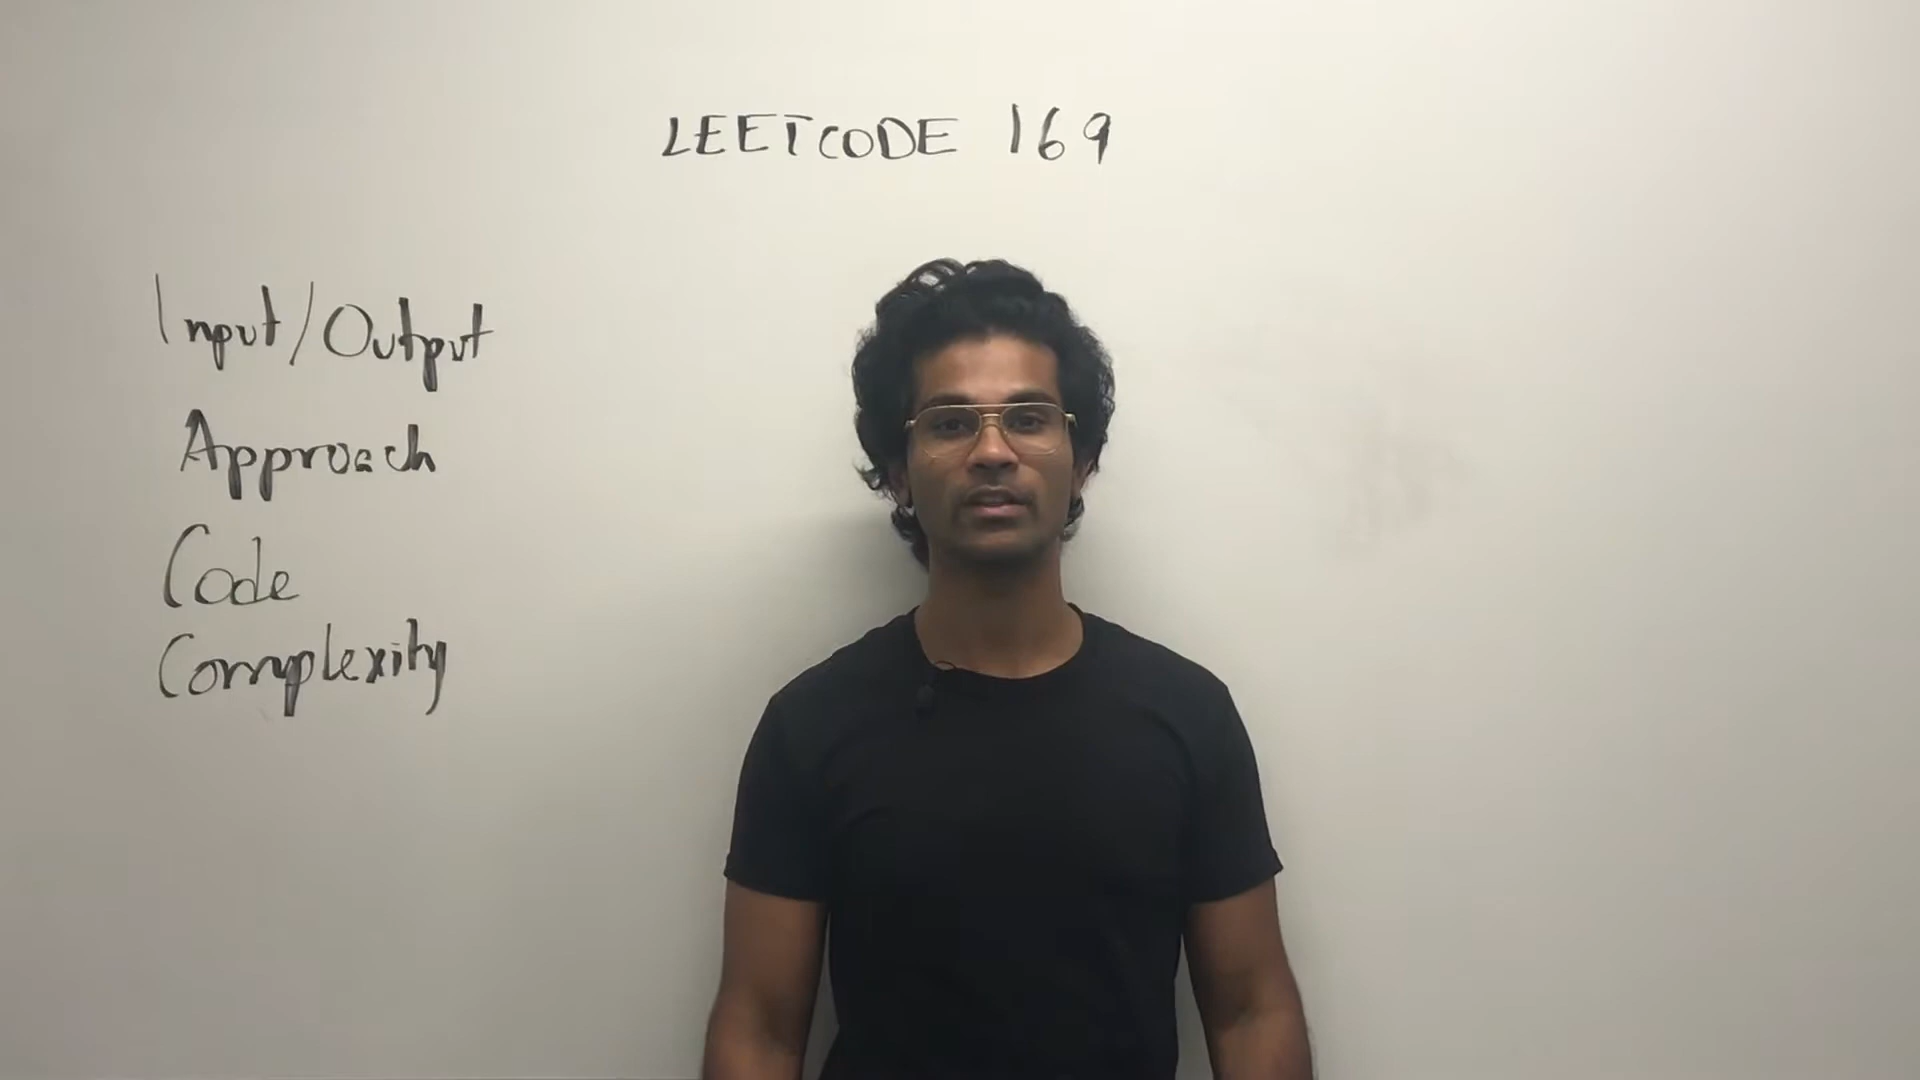 LEETCODE 169
Input/Output
Approach
Code
Complexity